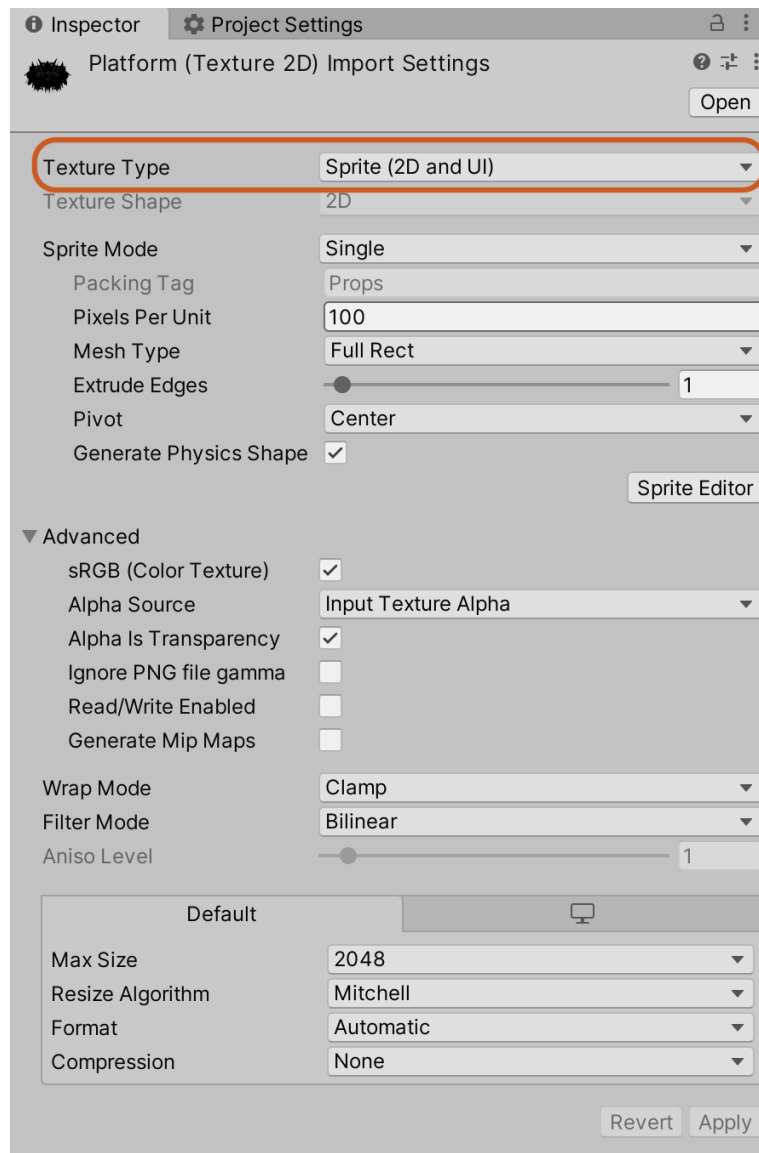 Inspector Project Settings
Platform (Texture 2D) Import Settings
Open
Texture Type Sprite (2D and UI)
Texture Shape 2D
Sprite Mode Single
Packing Tag Props
Pixels Per Unit 100
Mesh Type Full Rect
Extrude Edges 1
Pivot Center
Generate Physics Shape
Sprite Editor
Advanced
sRGB (Color Texture)
Alpha Source Input Texture Alpha
Alpha Is Transparency
Ignore PNG file gamma
Read/Write Enabled
Generate Mip Maps
Wrap Mode Clamp
Filter Mode Bilinear
Aniso Level 1
Default
Max Size 2048
Resize Algorithm Mitchell
Format Automatic
Compression None
Revert Apply